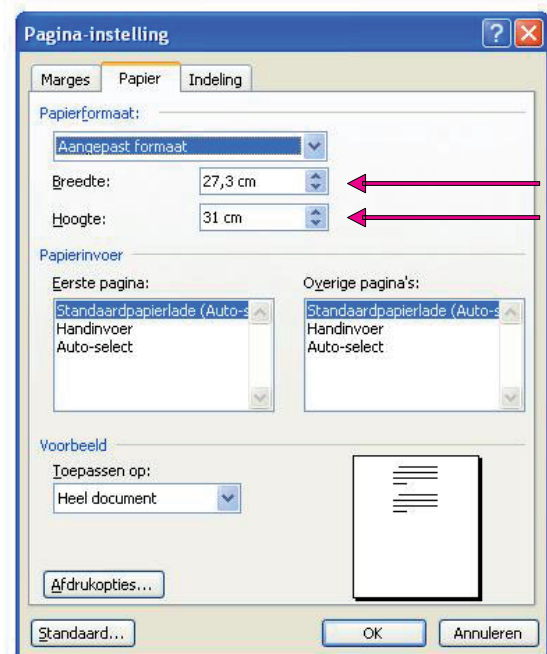 Pagina-instelling
Marges Papier Indeling
Papierformaat:
Aangepast formaat
Breedte: 27,3 cm
Hoogte: 31 cm
Papierinvoer
Eerste pagina: Overige pagina's:
Standaardpapierlade (Auto-s Standaardpapierlade (Auto-s
Handinvoer Handinvoer
Auto-select Auto-select
Voorbeeld
Toepassen op:
Heel document
Afdrukopties...
Standaard... OK Annuleren